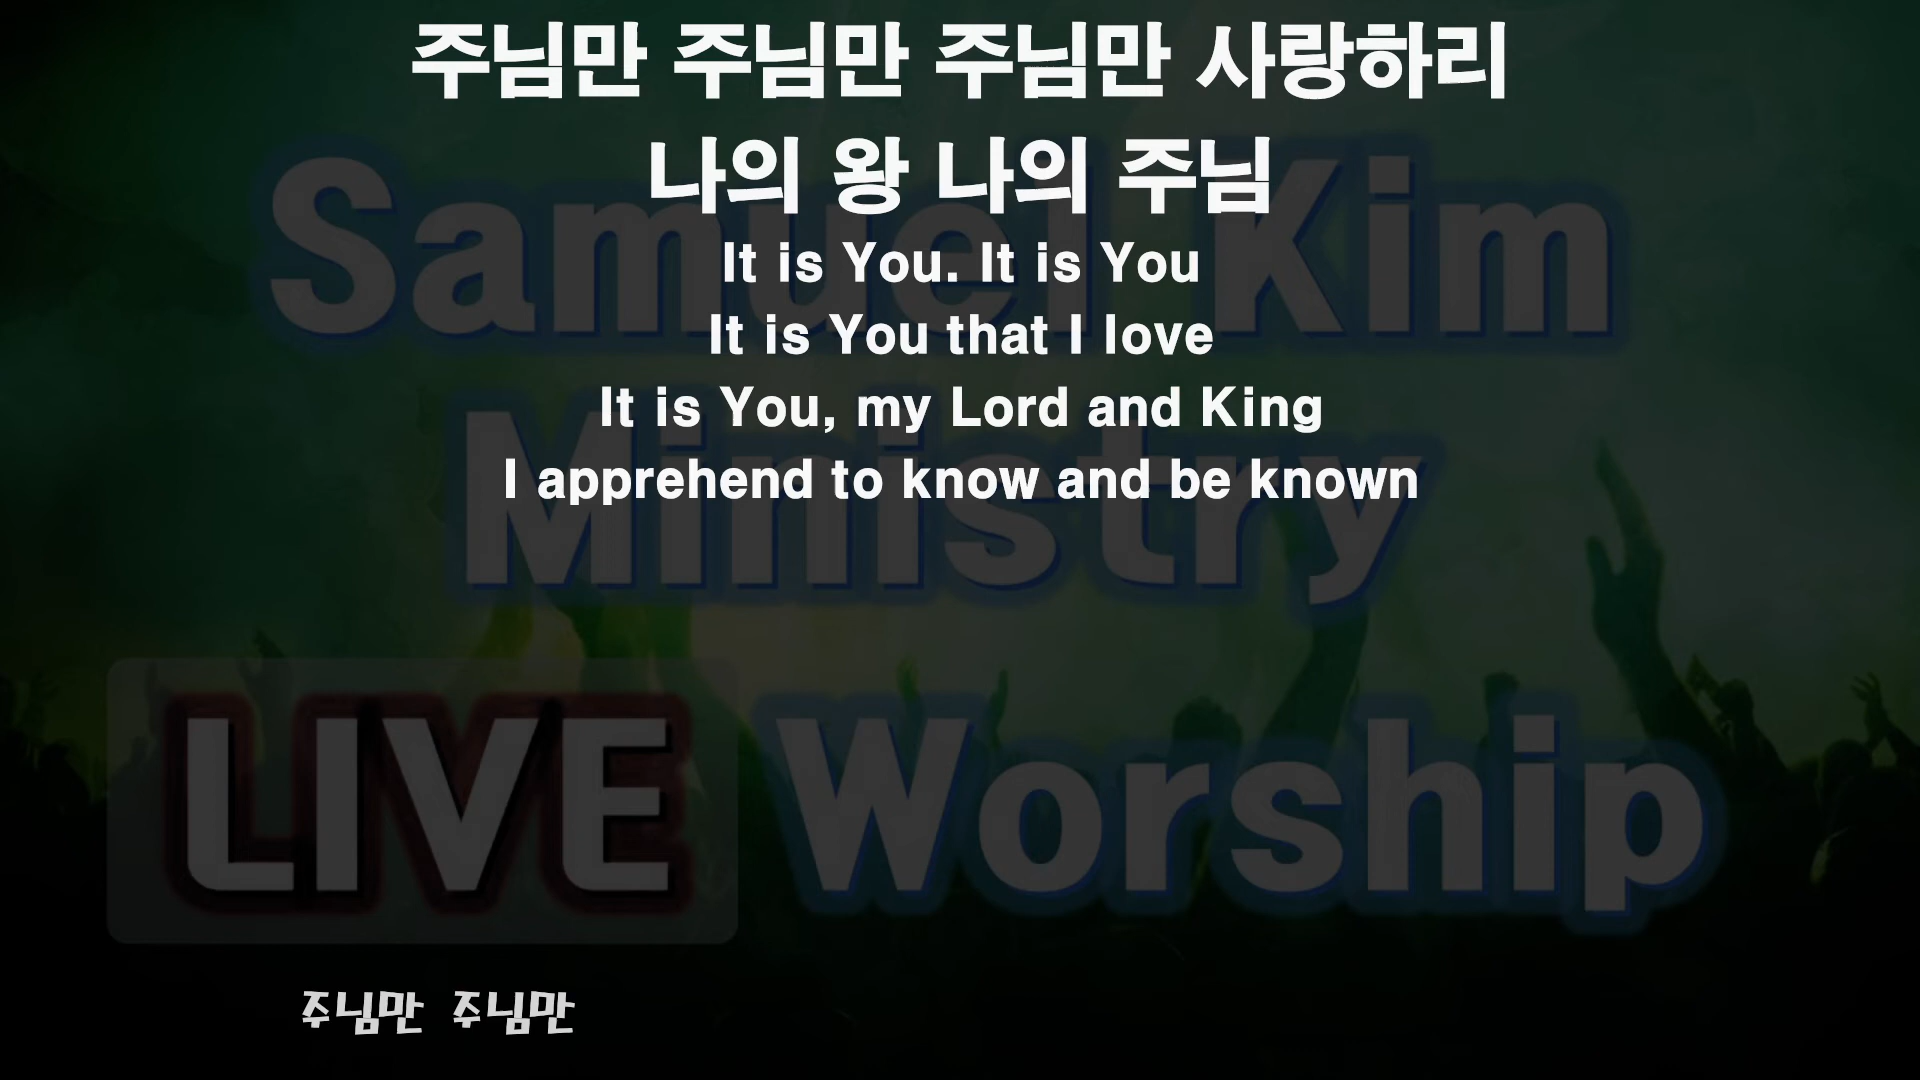 주님만 주님만 주님만 사랑하리
나의 왕 나의 주님
It is You. It is You
It is You that I love
It is You, my Lord and King
I apprehend to know and be known
Samuel Kim
Ministry
LIVE Worship
주님만 주님만